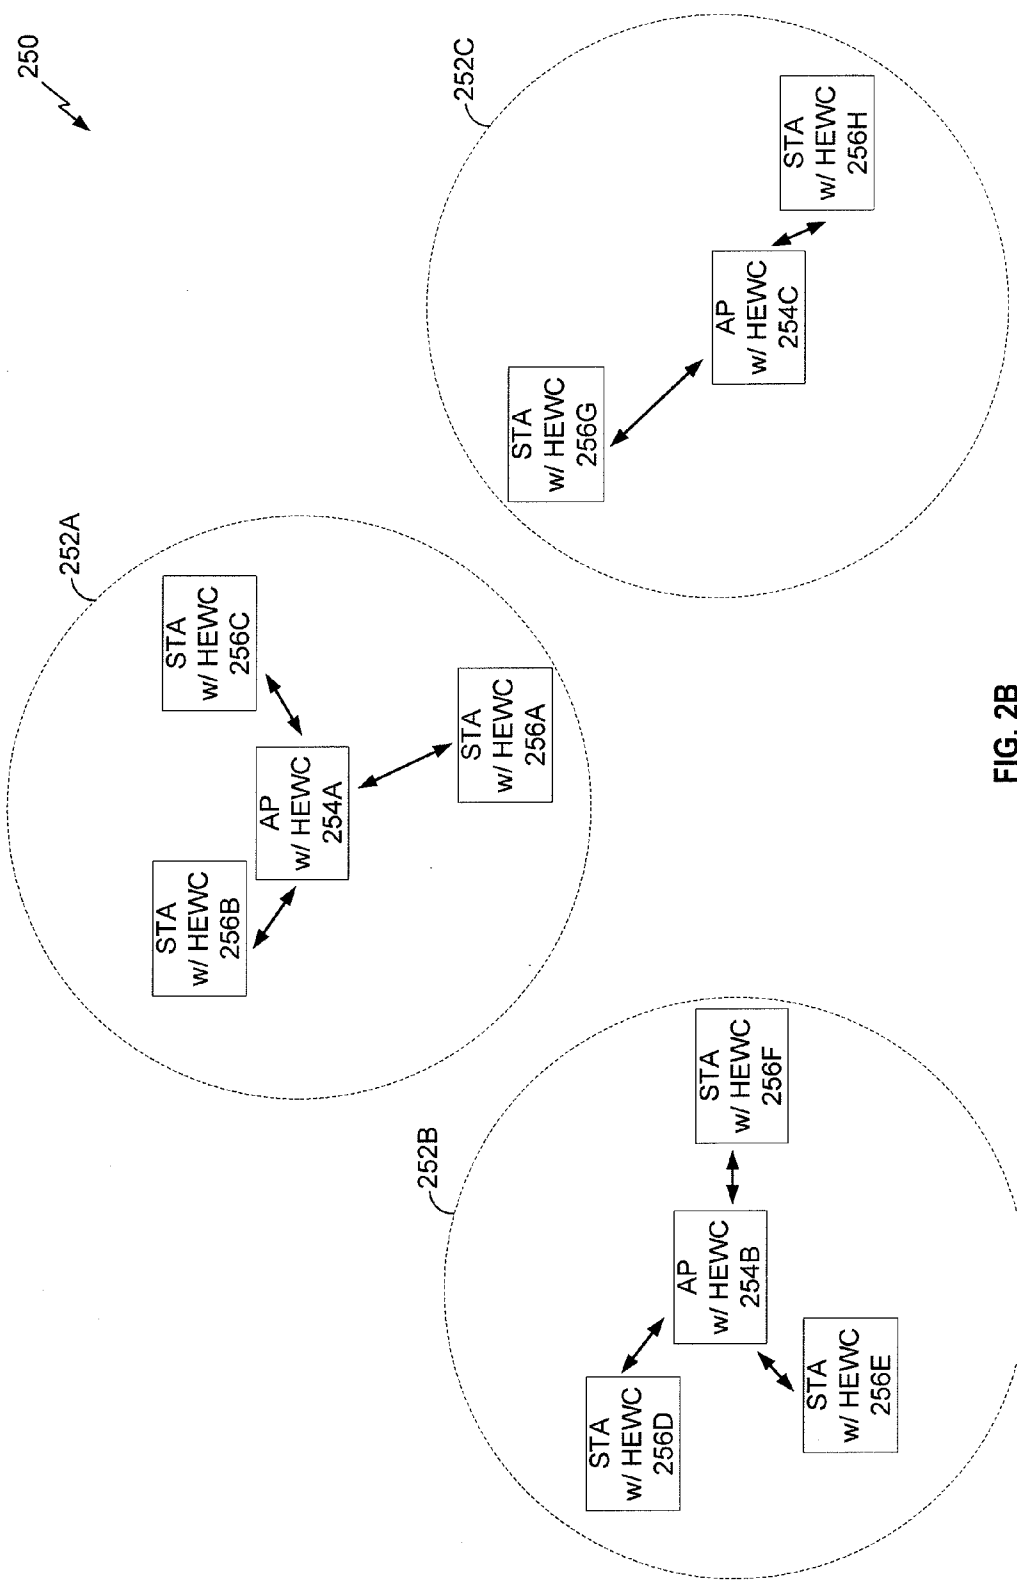 250
252A
STA
w/ HEWC
256B
STA
w/ HEWC
256C
AP
w/ HEWC
254A
STA
w/ HEWC
256A
252B
STA
w/ HEWC
256D
AP
w/ HEWC
254B
STA
w/ HEWC
256F
STA
w/ HEWC
256E
252C
STA
w/ HEWC
256G
AP
w/ HEWC
254C
STA
w/ HEWC
256H
FIG. 2B